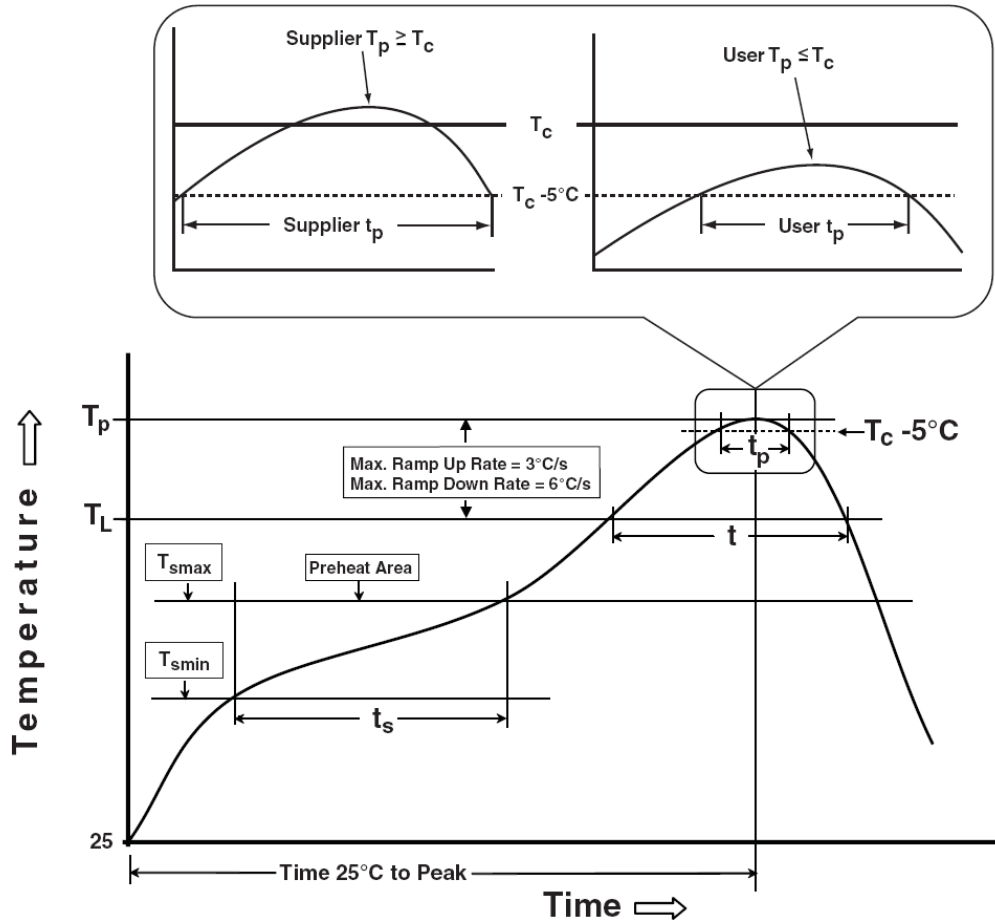 Supplier Tp ≥ Tc
User Tp ≤ Tc
Tc
Tc -5°C
Supplier tp
User tp
Tp
Tc -5°C
tp
Max. Ramp Up Rate = 3°C/s
Max. Ramp Down Rate = 6°C/s
TL
t
Tsmax
Preheat Area
Tsmin
ts
Temperature
25
Time 25°C to Peak
Time